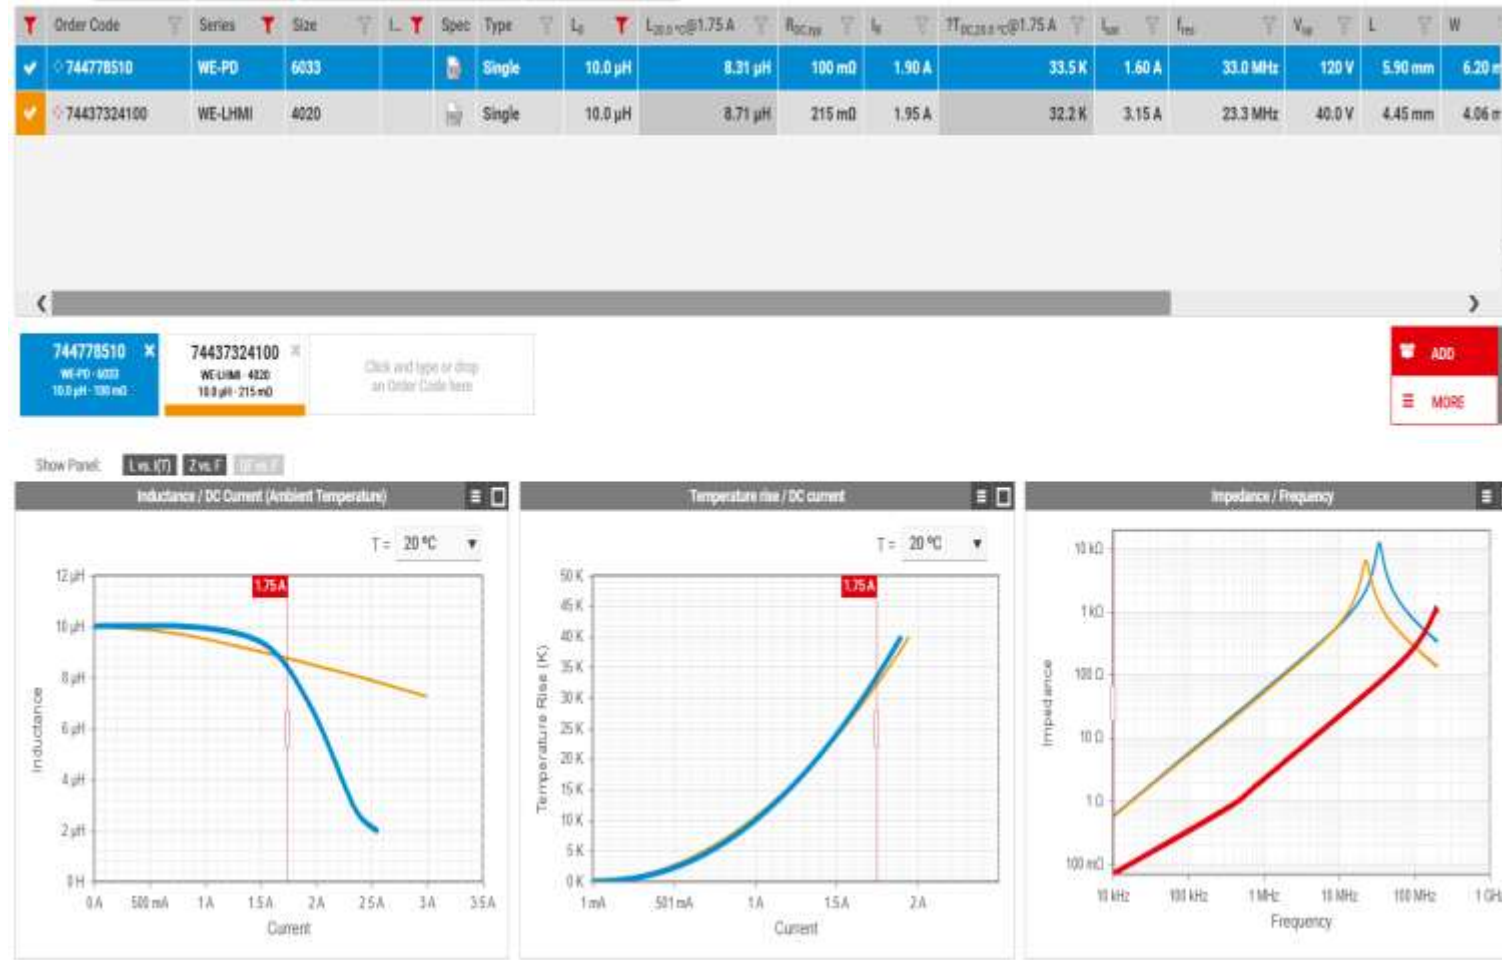 Order Code Series Size I... Spec Type L0 L20.0 °C@1.75 A RDC,typ IR ?TDC,20.0 °C@1.75 A Isat fres Vop L W
744778510 WE-PD 6033 Single 10.0 µH 8.31 µH 100 mΩ 1.90 A 33.5 K 1.60 A 33.0 MHz 120 V 5.90 mm 6.20 m
74437324100 WE-LHMI 4020 Single 10.0 µH 8.71 µH 215 mΩ 1.95 A 32.2 K 3.15 A 23.3 MHz 40.0 V 4.45 mm 4.06 m
744778510 x 74437324100 x
WE-PD - 6033 WE-LHMI - 4020
10.0 µH - 100 mΩ 10.0 µH - 215 mΩ
Click and type or drop
an Order Code here
ADD
MORE
Show Panel: L vs. I(T) Z vs. F
Inductance / DC Current (Ambient Temperature)
T = 20 °C
1.75 A
12 µH
10 µH
8 µH
6 µH
4 µH
2 µH
0 H
Inductance
0 A 500 mA 1 A 1.5 A 2 A 2.5 A 3 A 3.5 A
Current
Temperature rise / DC current
T = 20 °C
1.75 A
50 K
45 K
40 K
35 K
30 K
25 K
20 K
15 K
10 K
5 K
0 K
Temperature Rise (K)
1 mA 501 mA 1 A 1.5 A 2 A
Current
Impedance / Frequency
10 kΩ
1 kΩ
100 Ω
10 Ω
1 Ω
100 mΩ
Impedance
10 kHz 100 kHz 1 MHz 10 MHz 100 MHz 1 GHz
Frequency